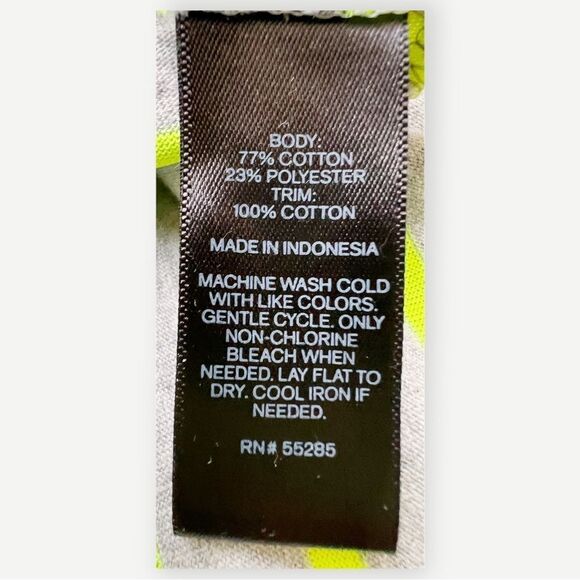 BODY:
77% COTTON
23% POLYESTER
TRIM:
100% COTTON
MADE IN INDONESIA
MACHINE WASH COLD
WITH LIKE COLORS.
GENTLE CYCLE. ONLY
NON-CHLORINE
BLEACH WHEN
NEEDED. LAY FLAT TO
DRY. COOL IRON IF
NEEDED.
RN# 55285